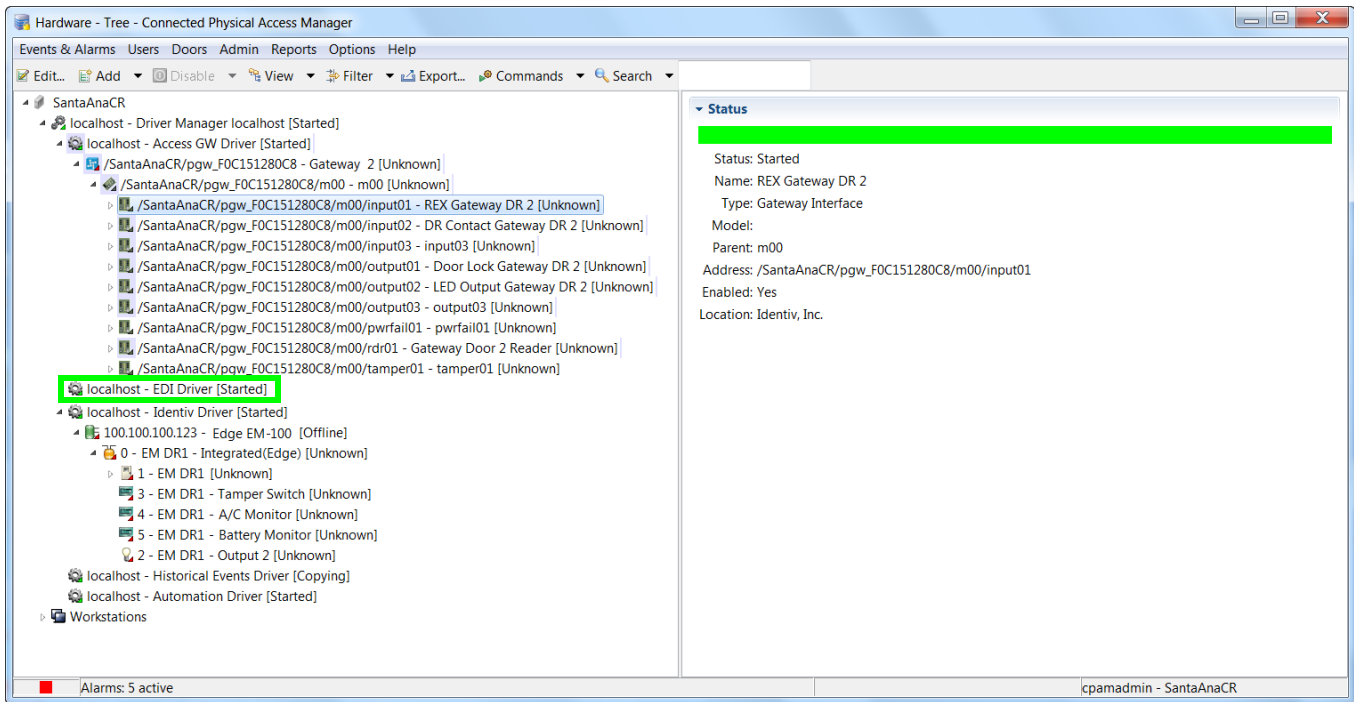 Hardware - Tree - Connected Physical Access Manager
Events & Alarms Users Doors Admin Reports Options Help
Edit... Add Disable View Filter Export... Commands Search
SantaAnaCR
localhost - Driver Manager localhost [Started]
localhost - Access GW Driver [Started]
/SantaAnaCR/pgw_F0C151280C8 - Gateway 2 [Unknown]
/SantaAnaCR/pgw_F0C151280C8/m00 - m00 [Unknown]
/SantaAnaCR/pgw_F0C151280C8/m00/input01 - REX Gateway DR 2 [Unknown]
/SantaAnaCR/pgw_F0C151280C8/m00/input02 - DR Contact Gateway DR 2 [Unknown]
/SantaAnaCR/pgw_F0C151280C8/m00/input03 - input03 [Unknown]
/SantaAnaCR/pgw_F0C151280C8/m00/output01 - Door Lock Gateway DR 2 [Unknown]
/SantaAnaCR/pgw_F0C151280C8/m00/output02 - LED Output Gateway DR 2 [Unknown]
/SantaAnaCR/pgw_F0C151280C8/m00/output03 - output03 [Unknown]
/SantaAnaCR/pgw_F0C151280C8/m00/pwrfail01 - pwrfail01 [Unknown]
/SantaAnaCR/pgw_F0C151280C8/m00/rdr01 - Gateway Door 2 Reader [Unknown]
/SantaAnaCR/pgw_F0C151280C8/m00/tamper01 - tamper01 [Unknown]
localhost - EDI Driver [Started]
localhost - Identiv Driver [Started]
100.100.100.123 - Edge EM-100 [Offline]
0 - EM DR1 - Integrated(Edge) [Unknown]
1 - EM DR1 [Unknown]
3 - EM DR1 - Tamper Switch [Unknown]
4 - EM DR1 - A/C Monitor [Unknown]
5 - EM DR1 - Battery Monitor [Unknown]
2 - EM DR1 - Output 2 [Unknown]
localhost - Historical Events Driver [Copying]
localhost - Automation Driver [Started]
Workstations
Status
Status: Started
Name: REX Gateway DR 2
Type: Gateway Interface
Model:
Parent: m00
Address: /SantaAnaCR/pgw_F0C151280C8/m00/input01
Enabled: Yes
Location: Identiv, Inc.
Alarms: 5 active
cpamadmin - SantaAnaCR